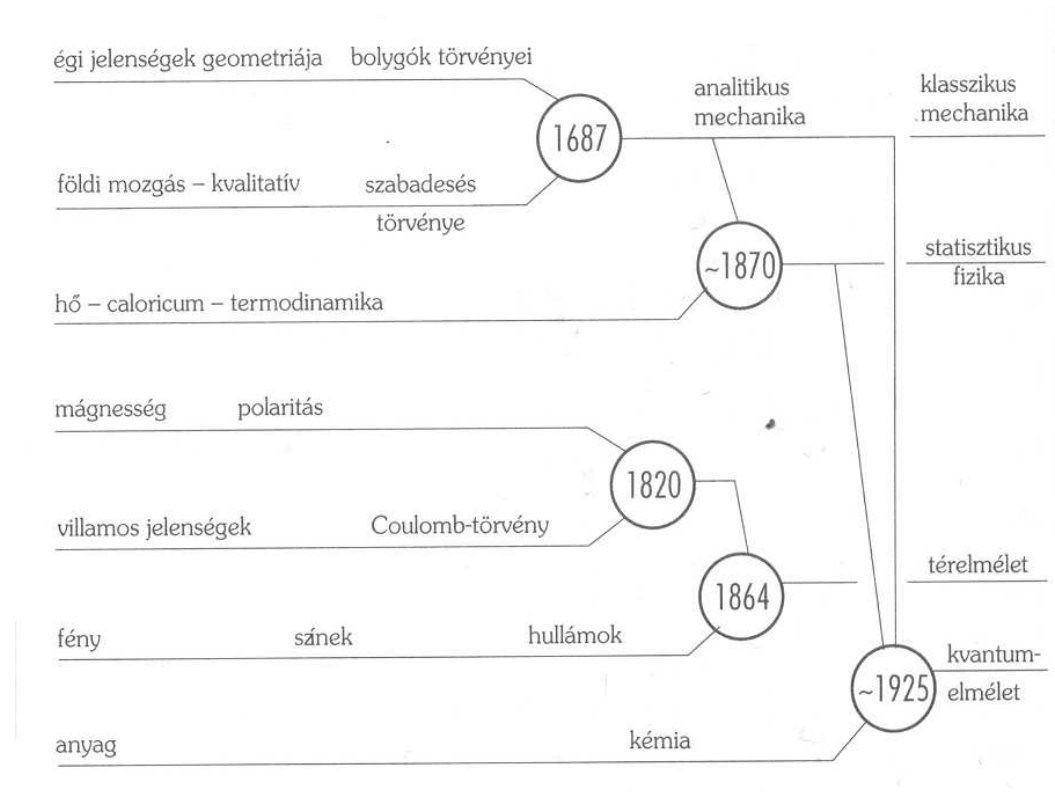 égi jelenségek geometriája bolygók törvényei
analitikus
mechanika
klasszikus
mechanika
1687
földi mozgás – kvalitatív szabadesés
törvénye
~1870
statisztikus
fizika
hő – caloricum – termodinamika
mágnesség polaritás
1820
villamos jelenségek Coulomb-törvény
térelmélet
1864
fény színek hullámok
kvantum-
elmélet
~1925
anyag kémia